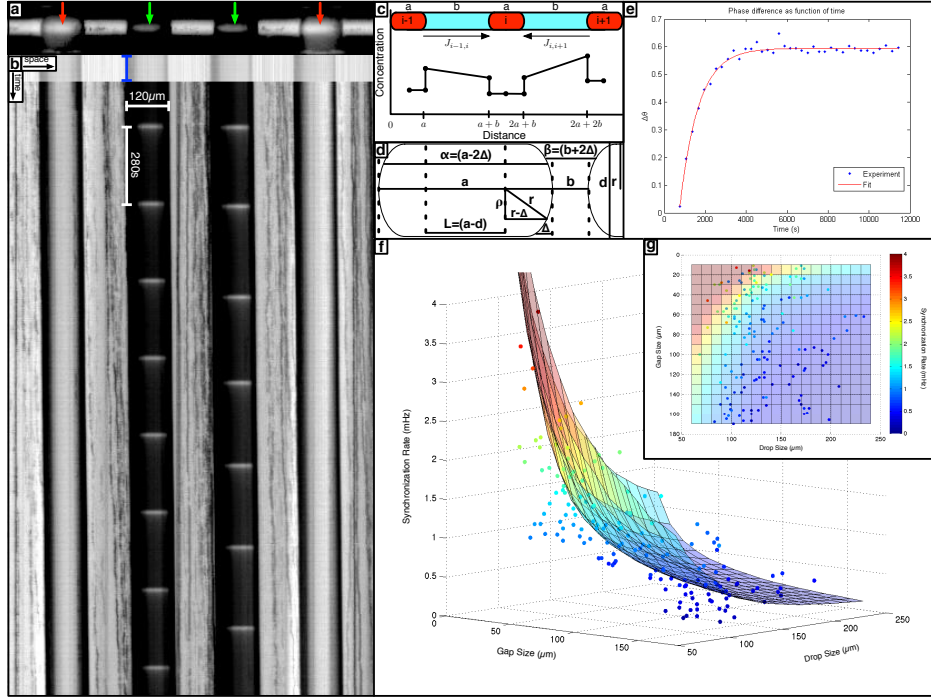 a
b
space
time
120μm
280s
c
a b a b a
i-1 i i+1
J_{i-1,i} J_{i,i+1}
Concentration
0 a a+b 2a+b 2a+2b
Distance
d
α=(a-2Δ) β=(b+2Δ)
a b d r
ρ r
r-Δ
L=(a-d) Δ
e
Phase difference as function of time
Δθ
0.6
0.5
0.4
0.3
0.2
0.1
0
0 2000 4000 6000 8000 10000 12000
Time (s)
Experiment
Fit
f
Synchronization Rate (mHz)
4
3.5
3
2.5
2
1.5
1
0.5
0
0 50 100 150
Gap Size (μm)
50 100 150 200 250
Drop Size (μm)
g
Gap Size (μm)
0
20
40
60
80
100
120
140
160
180
50 100 150 200 250
Drop Size (μm)
4
3.5
3
2.5
2
1.5
1
0.5
0
Synchronization Rate (mHz)